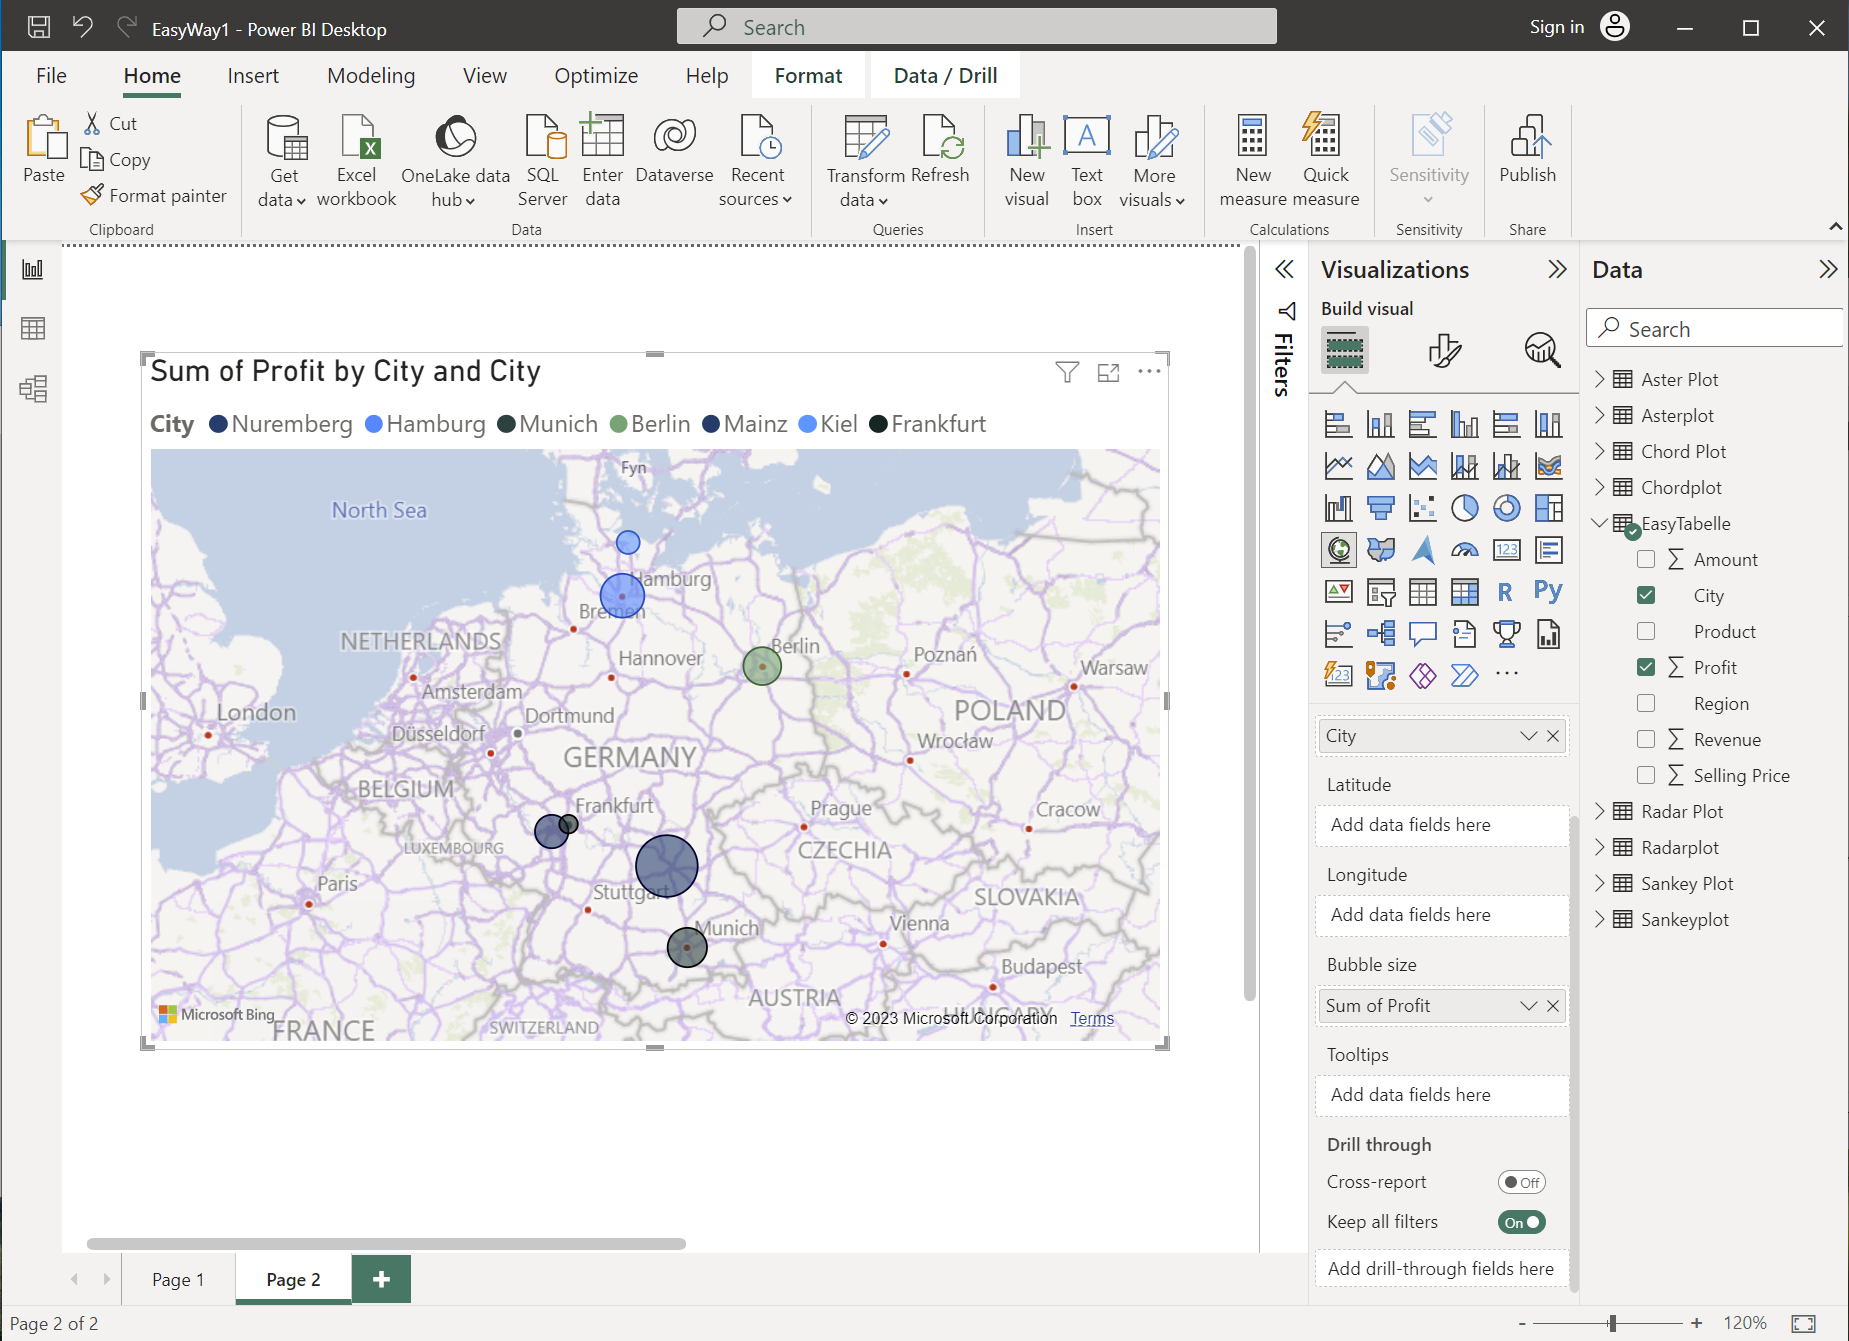 EasyWay1 - Power BI Desktop
Search
Sign in
File Home Insert Modeling View Optimize Help Format Data / Drill
Paste
Cut
Copy
Format painter
Clipboard
Get data
Excel workbook
OneLake data hub
SQL Server
Enter data
Dataverse
Recent sources
Data
Transform data
Refresh
Queries
New visual
A
Text box
More visuals
Insert
New measure
Quick measure
Calculations
Sensitivity
Sensitivity
Publish
Share
Sum of Profit by City and City
City Nuremberg Hamburg Munich Berlin Mainz Kiel Frankfurt
Fyn
North Sea
Hamburg
Bremen
NETHERLANDS
Hannover
Berlin
Poznań
Warsaw
Amsterdam
London
Dortmund
POLAND
Düsseldorf
Wrocław
GERMANY
BELGIUM
Frankfurt
Prague
Cracow
LUXEMBOURG
CZECHIA
Paris
Stuttgart
SLOVAKIA
Munich
Vienna
Budapest
AUSTRIA
Microsoft Bing
FRANCE
SWITZERLAND
HUNGARY
© 2023 Microsoft Corporation Terms
Filters
Visualizations
Build visual
123
R
Py
123
City
Latitude
Add data fields here
Longitude
Add data fields here
Bubble size
Sum of Profit
Tooltips
Add data fields here
Drill through
Cross-report Off
Keep all filters On
Add drill-through fields here
Data
Search
Aster Plot
Asterplot
Chord Plot
Chordplot
EasyTabelle
Amount
City
Product
Profit
Region
Revenue
Selling Price
Radar Plot
Radarplot
Sankey Plot
Sankeyplot
Page 1
Page 2
Page 2 of 2
- + 120%